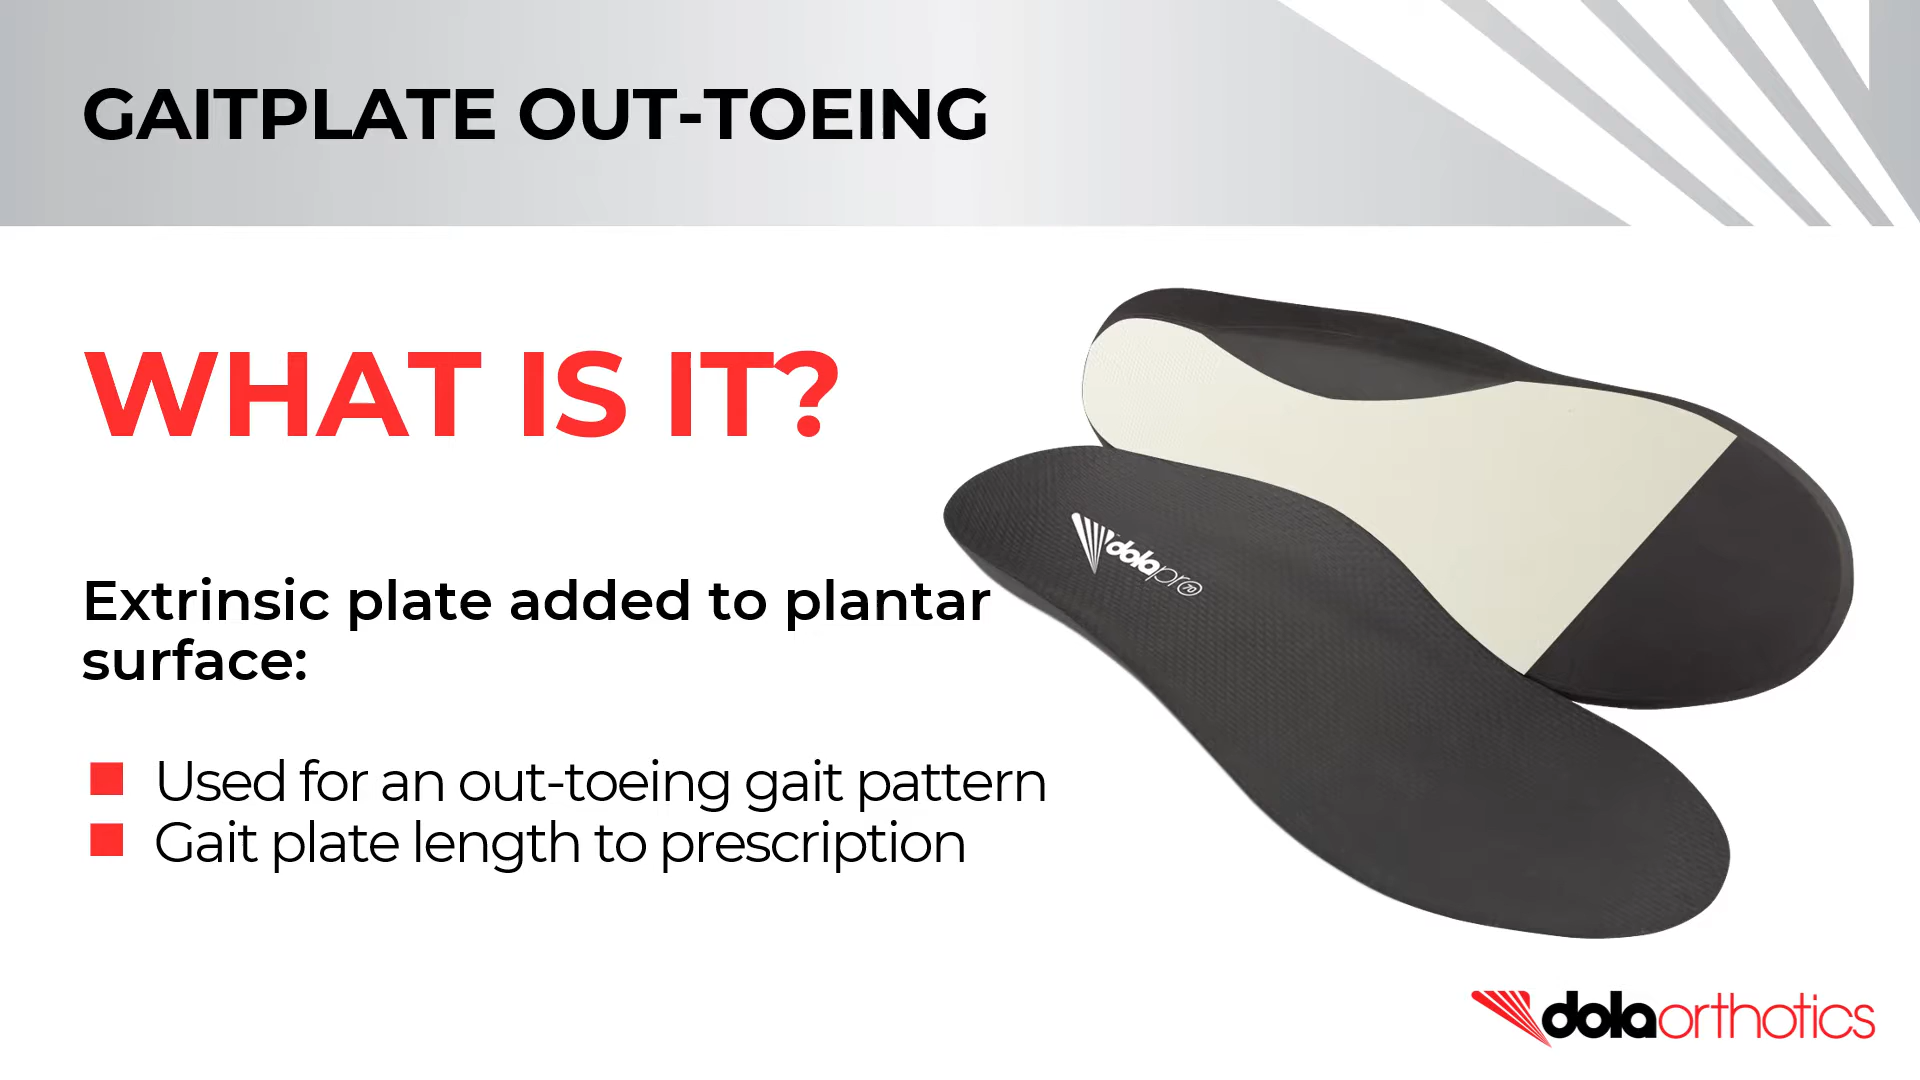 GAITPLATE OUT-TOEING
WHAT IS IT?
Extrinsic plate added to plantar
surface:
Used for an out-toeing gait pattern
Gait plate length to prescription
dolapro70
dolaorthotics